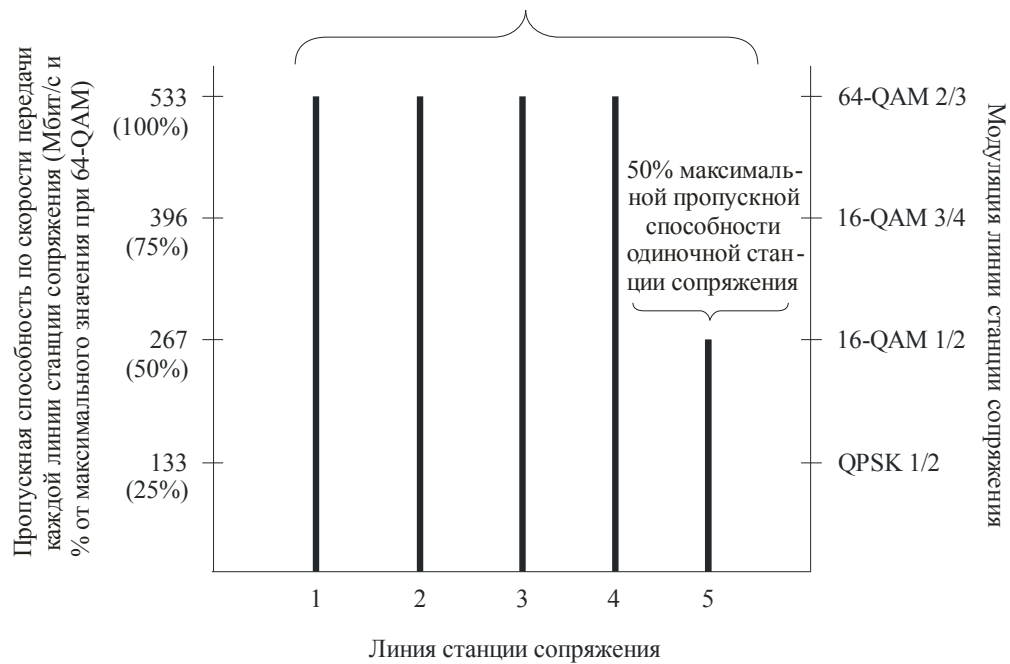 Пропускная способность по скорости передачи
каждой линии станции сопряжения (Мбит/с и
% от максимального значения при 64-QAM)
533
(100%)
396
(75%)
267
(50%)
133
(25%)
50% максималь-
ной пропускной
способности
одиночной стан-
ции сопряжения
64-QAM 2/3
16-QAM 3/4
16-QAM 1/2
QPSK 1/2
Модуляция линии станции сопряжения
1 2 3 4 5
Линия станции сопряжения